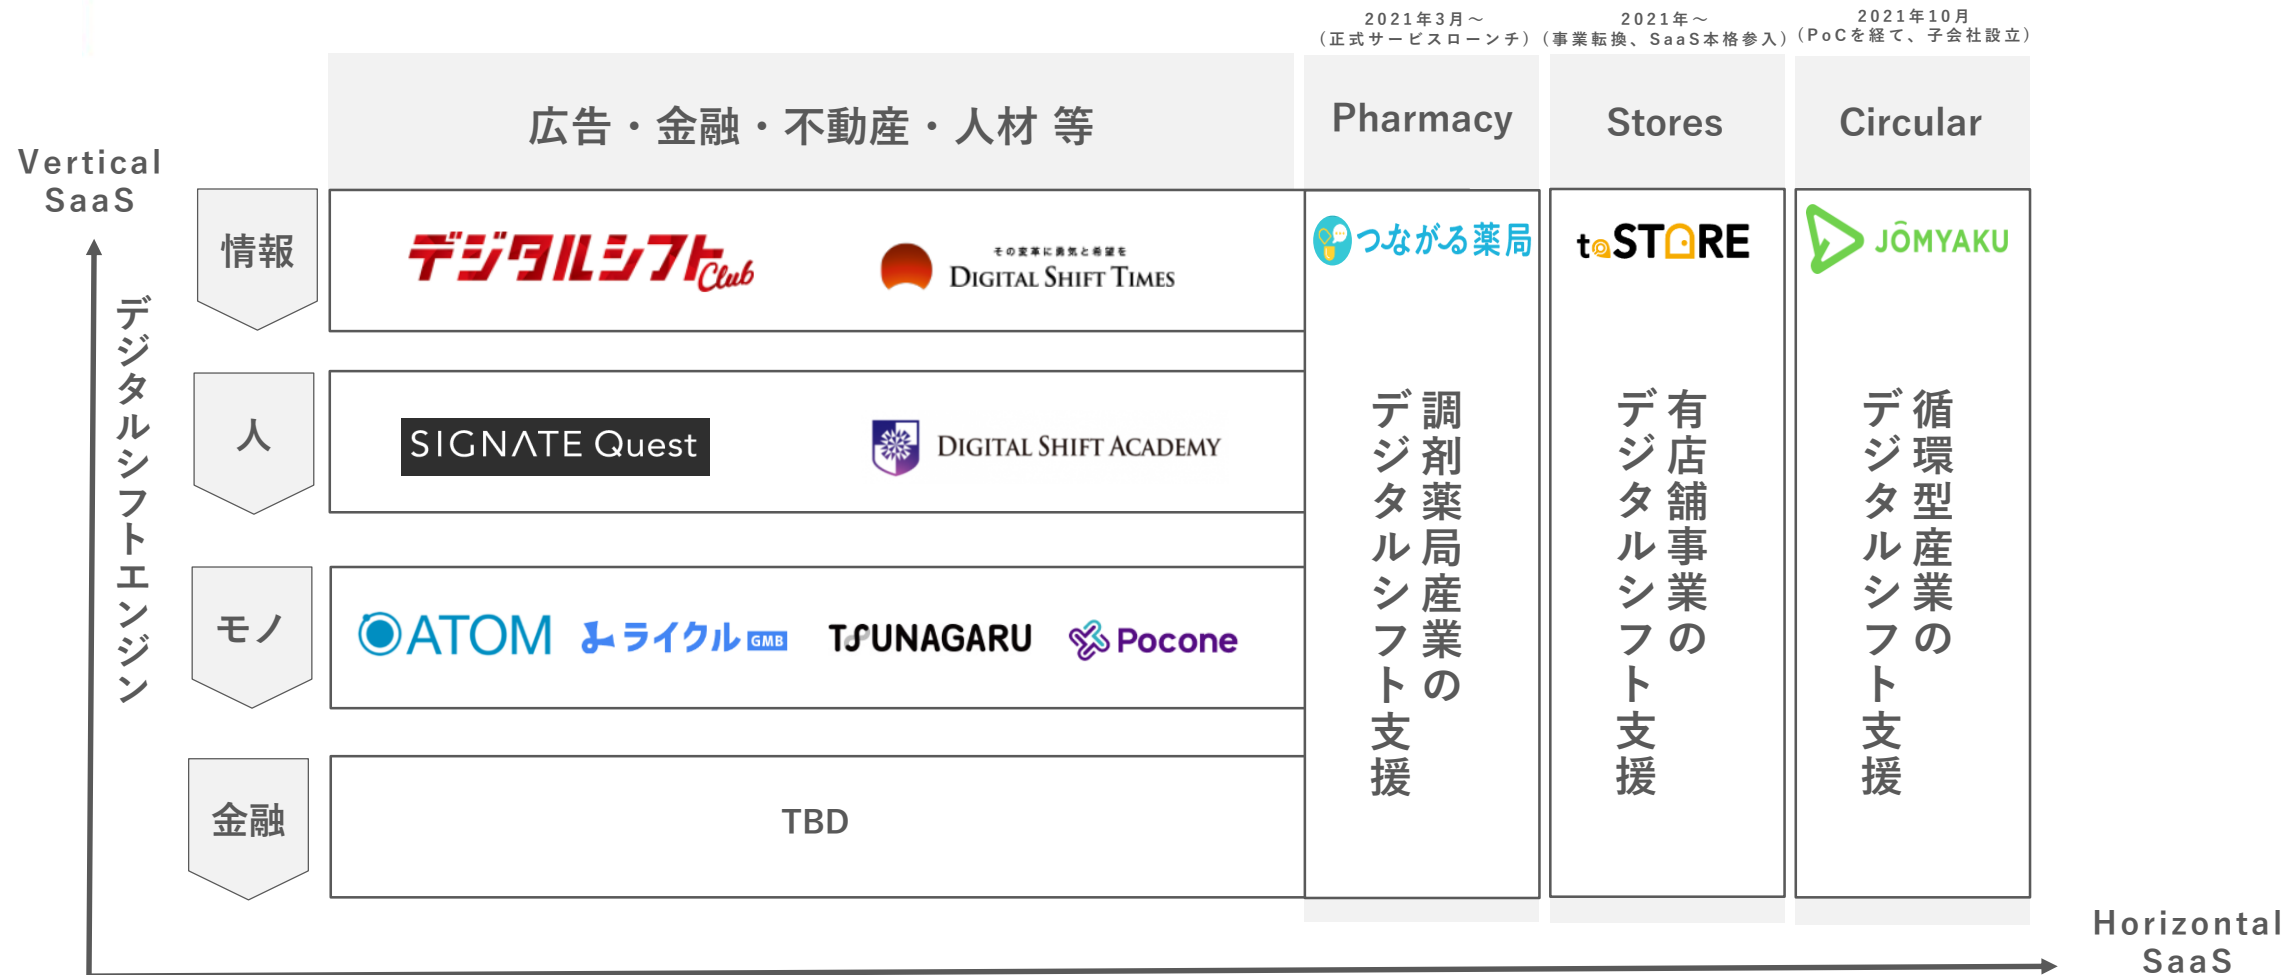 2021年3月～
（正式サービスローンチ）
2021年～
（事業転換、SaaS本格参入）
2021年10月
（PoCを経て、子会社設立）
広告・金融・不動産・人材 等
Pharmacy
Stores
Circular
Vertical
SaaS
デジタルシフトエンジン
情報
デジタルシフト Club
その変革に勇気と希望を
DIGITAL SHIFT TIMES
つながる薬局
toSTORE
JŌMYAKU
人
SIGNATE Quest
DIGITAL SHIFT ACADEMY
モノ
ATOM
ライクル GMB
TSUNAGARU
Pocone
金融
TBD
調剤薬局産業の
デジタルシフト支援
有店舗事業の
デジタルシフト支援
循環型産業の
デジタルシフト支援
Horizontal
SaaS